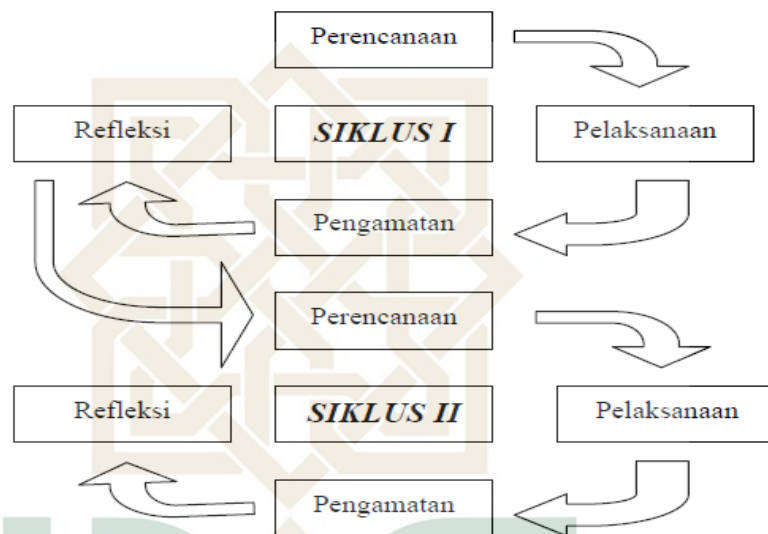 Perencanaan
Refleksi
SIKLUS I
Pelaksanaan
Pengamatan
Perencanaan
Refleksi
SIKLUS II
Pelaksanaan
Pengamatan